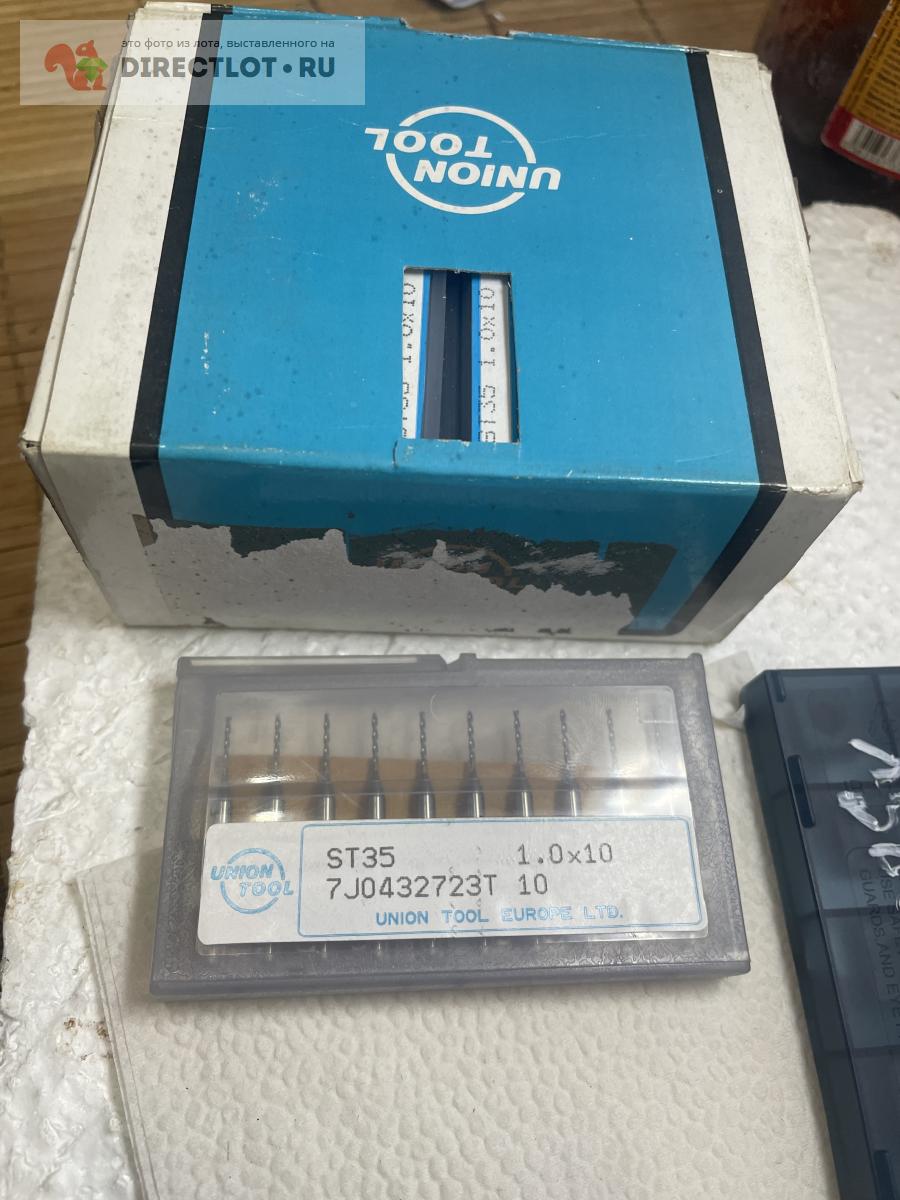 это фото из лота, выставленного на
DIRECTLOT•RU
UNION
TOOL
1.0x10
ST35 1.0x10
UNION
TOOL
ST35 1.0x10
7J0432723T 10
UNION TOOL EUROPE LTD.
GUARDS AND EYE